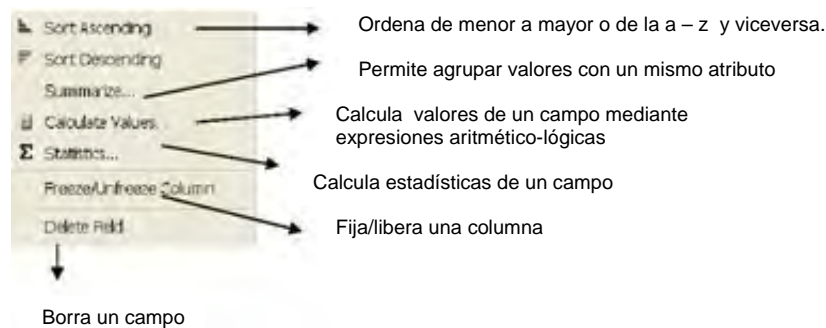 Sort Ascending
Ordena de menor a mayor o de la a – z y viceversa.
Sort Descending
Summarize...
Permite agrupar valores con un mismo atributo
Calculate Values...
Calcula valores de un campo mediante
expresiones aritmético-lógicas
Σ Statistics...
Calcula estadísticas de un campo
Freeze/Unfreeze Column
Fija/libera una columna
Delete Field
Borra un campo